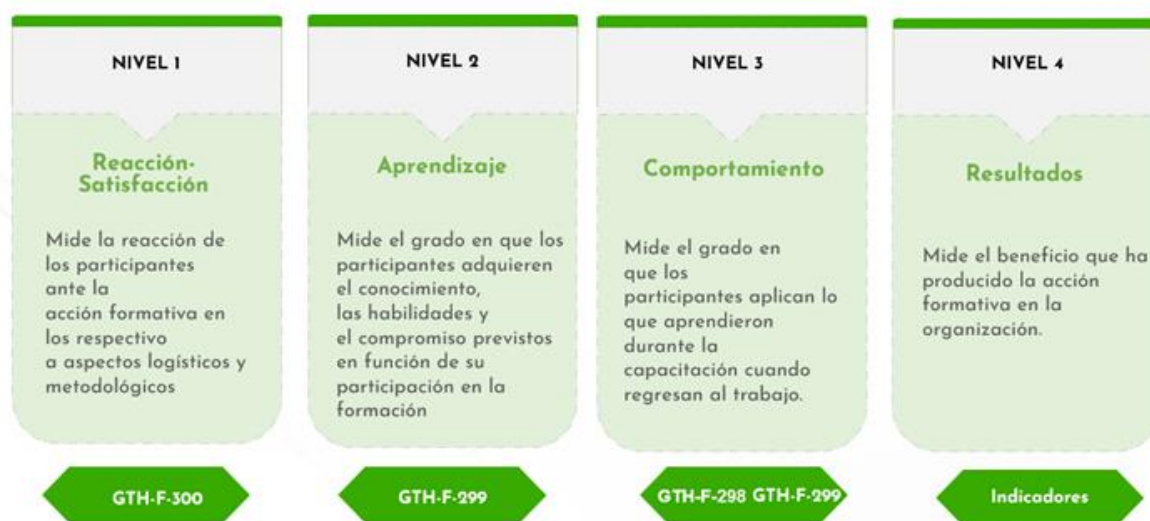 NIVEL 1
Reacción-
Satisfacción
Mide la reacción de
los participantes
ante la
acción formativa en
los respectivo
a aspectos logísticos y
metodológicos
GTH-F-300
NIVEL 2
Aprendizaje
Mide el grado en que los
participantes adquieren
el conocimiento,
las habilidades y
el compromiso previstos
en función de su
participación en la
formación
GTH-F-299
NIVEL 3
Comportamiento
Mide el grado en
que los
participantes aplican lo
que aprendieron
durante la
capacitación cuando
regresan al trabajo.
GTH-F-298 GTH-F-299
NIVEL 4
Resultados
Mide el beneficio que ha
producido la acción
formativa en la
organización.
Indicadores